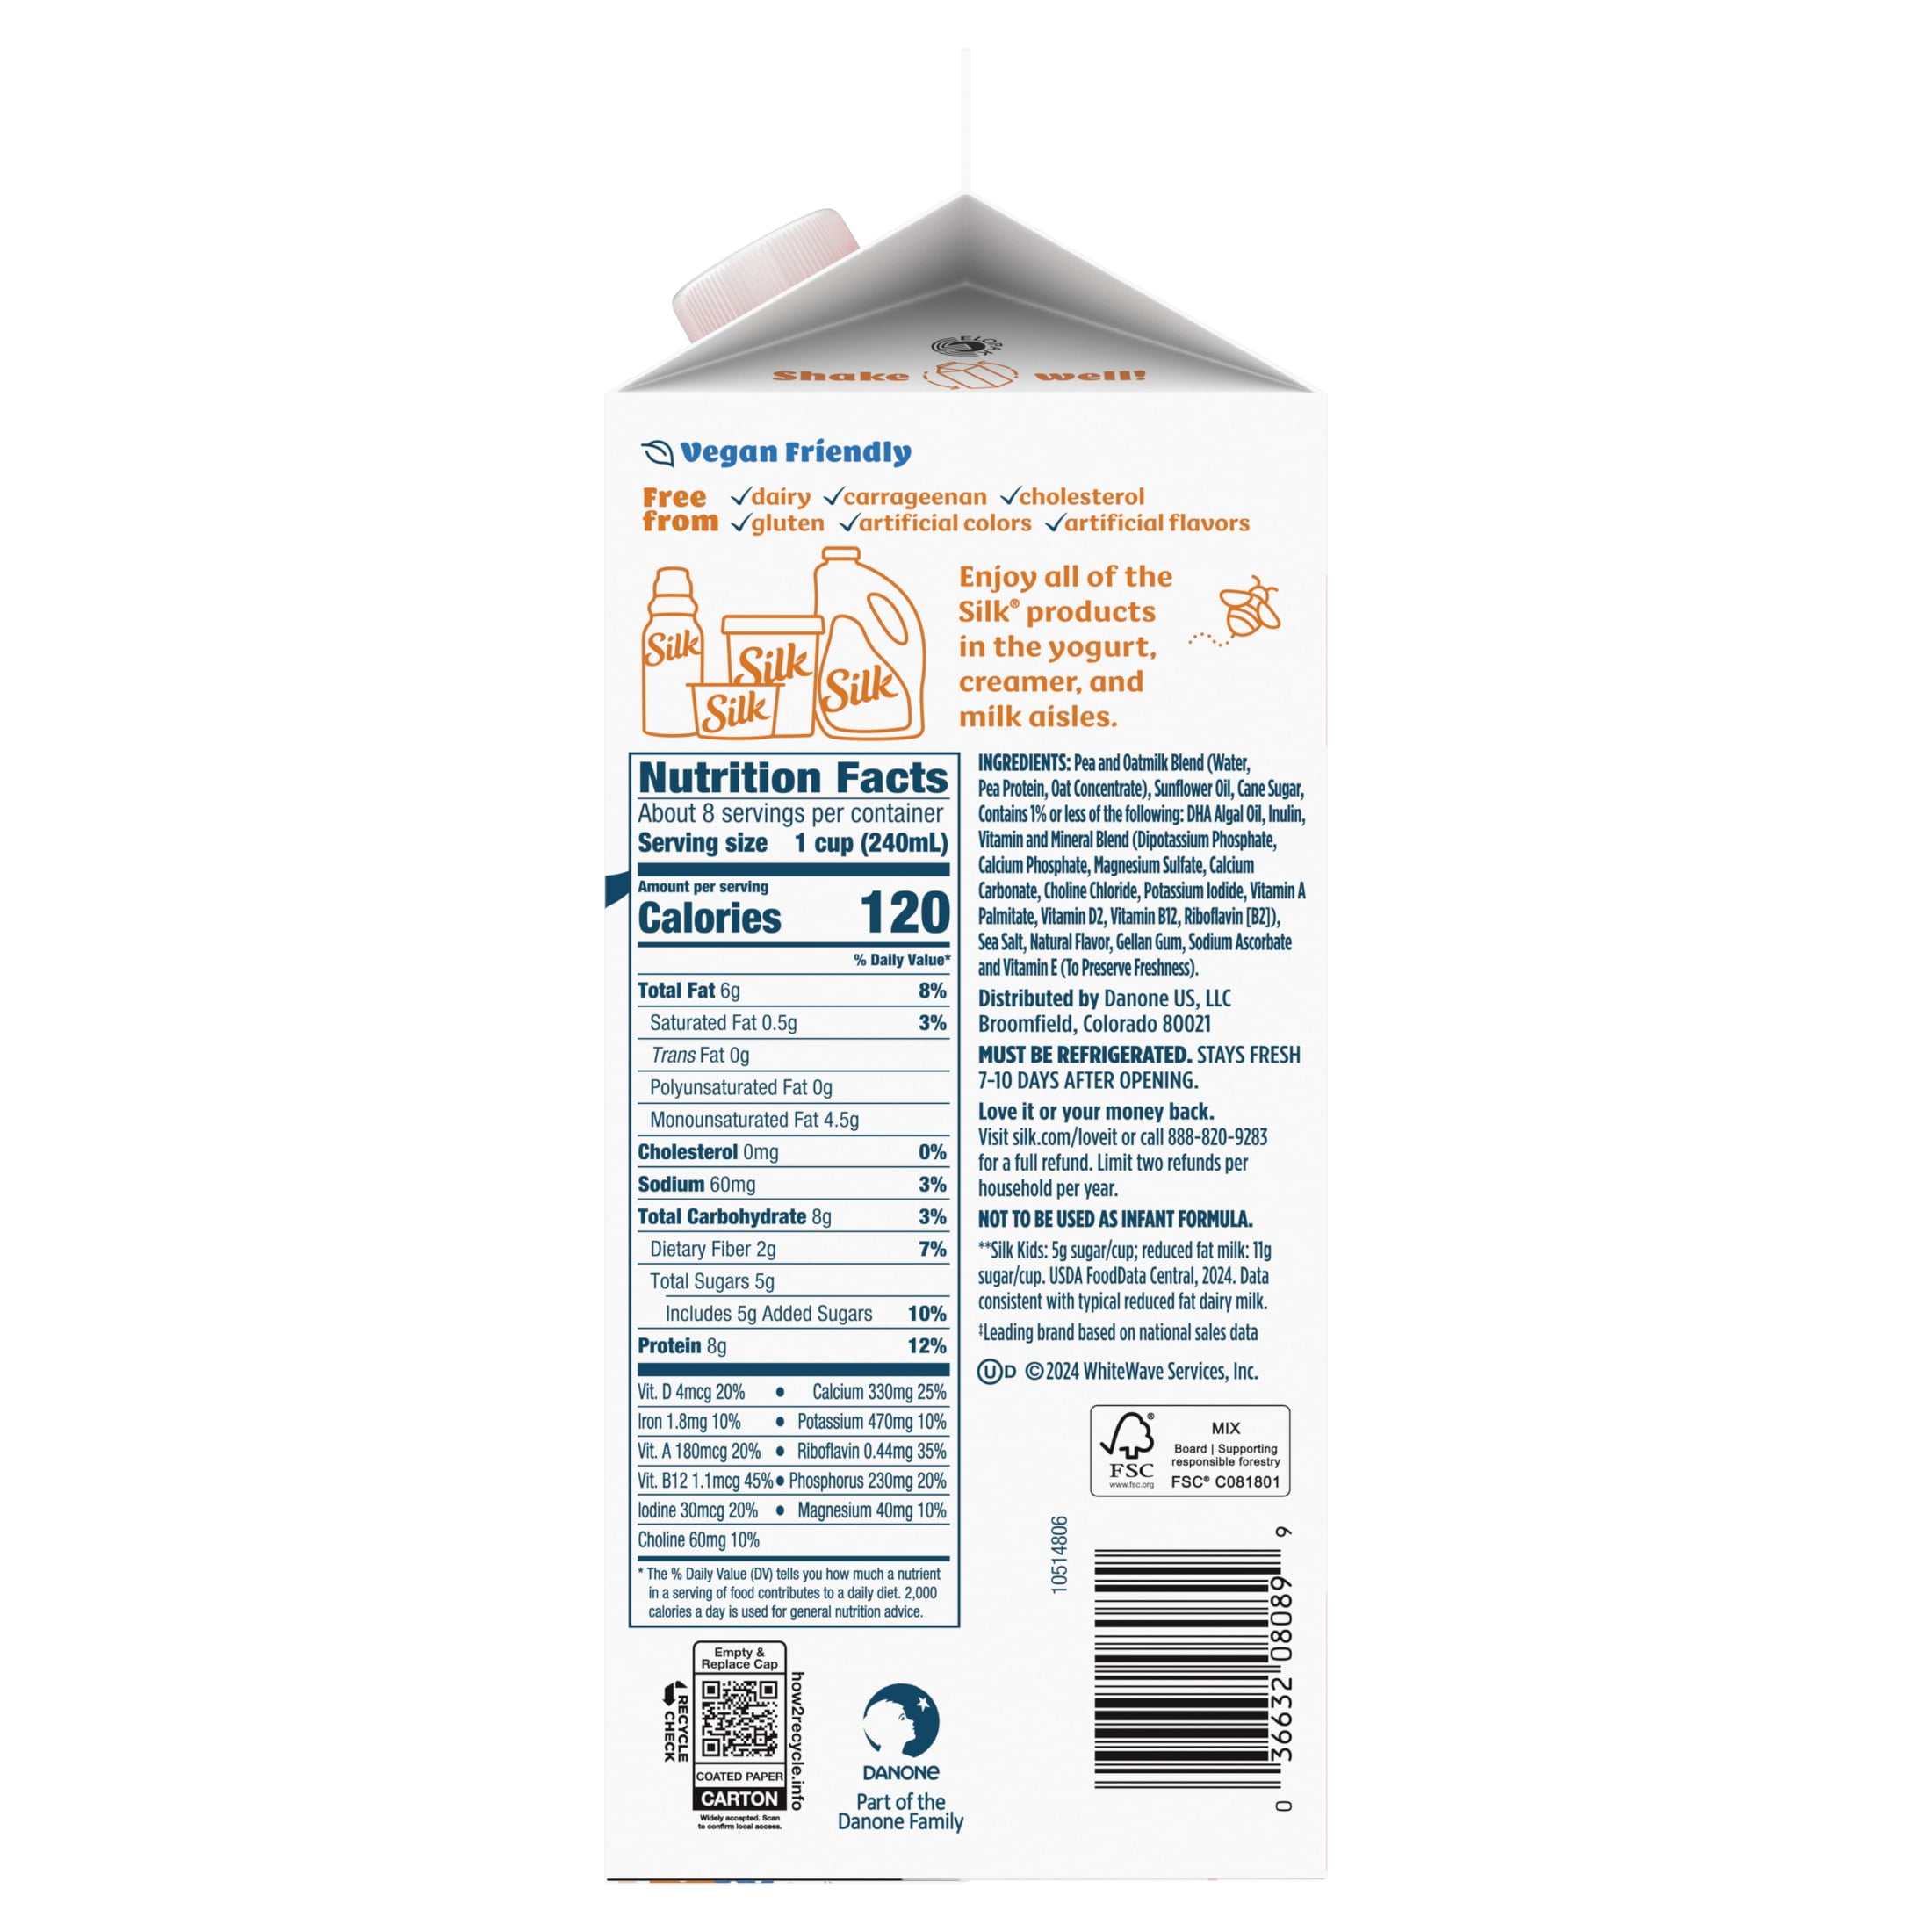 ELOPAK
Shake well!
Vegan Friendly
Free from ✓dairy ✓carrageenan ✓cholesterol
✓gluten ✓artificial colors ✓artificial flavors
Silk
Silk
Silk
Silk
Enjoy all of the
Silk® products
in the yogurt,
creamer, and
milk aisles.
Nutrition Facts
About 8 servings per container
Serving size 1 cup (240mL)
Amount per serving
Calories 120
% Daily Value*
Total Fat 6g 8%
Saturated Fat 0.5g 3%
Trans Fat 0g
Polyunsaturated Fat 0g
Monounsaturated Fat 4.5g
Cholesterol 0mg 0%
Sodium 60mg 3%
Total Carbohydrate 8g 3%
Dietary Fiber 2g 7%
Total Sugars 5g
Includes 5g Added Sugars 10%
Protein 8g 12%
Vit. D 4mcg 20% • Calcium 330mg 25%
Iron 1.8mg 10% • Potassium 470mg 10%
Vit. A 180mcg 20% • Riboflavin 0.44mg 35%
Vit. B12 1.1mcg 45% • Phosphorus 230mg 20%
Iodine 30mcg 20% • Magnesium 40mg 10%
Choline 60mg 10%
* The % Daily Value (DV) tells you how much a nutrient
in a serving of food contributes to a daily diet. 2,000
calories a day is used for general nutrition advice.
INGREDIENTS: Pea and Oatmilk Blend (Water,
Pea Protein, Oat Concentrate), Sunflower Oil, Cane Sugar,
Contains 1% or less of the following: DHA Algal Oil, Inulin,
Vitamin and Mineral Blend (Dipotassium Phosphate,
Calcium Phosphate, Magnesium Sulfate, Calcium
Carbonate, Choline Chloride, Potassium Iodide, Vitamin A
Palmitate, Vitamin D2, Vitamin B12, Riboflavin [B2]),
Sea Salt, Natural Flavor, Gellan Gum, Sodium Ascorbate
and Vitamin E (To Preserve Freshness).
Distributed by Danone US, LLC
Broomfield, Colorado 80021
MUST BE REFRIGERATED. STAYS FRESH
7-10 DAYS AFTER OPENING.
Love it or your money back.
Visit silk.com/loveit or call 888-820-9283
for a full refund. Limit two refunds per
household per year.
NOT TO BE USED AS INFANT FORMULA.
**Silk Kids: 5g sugar/cup; reduced fat milk: 11g
sugar/cup. USDA FoodData Central, 2024. Data
consistent with typical reduced fat dairy milk.
‡Leading brand based on national sales data
Ⓤ D ©2024 WhiteWave Services, Inc.
FSC
www.fsc.org
MIX
Board | Supporting
responsible forestry
FSC® C081801
10514806
0 36632 08089 9
Empty &
Replace Cap
RECYCLE
CHECK
how2recycle.info
COATED PAPER
CARTON
Widely accepted. Scan
to confirm local access.
DANONE
Part of the
Danone Family